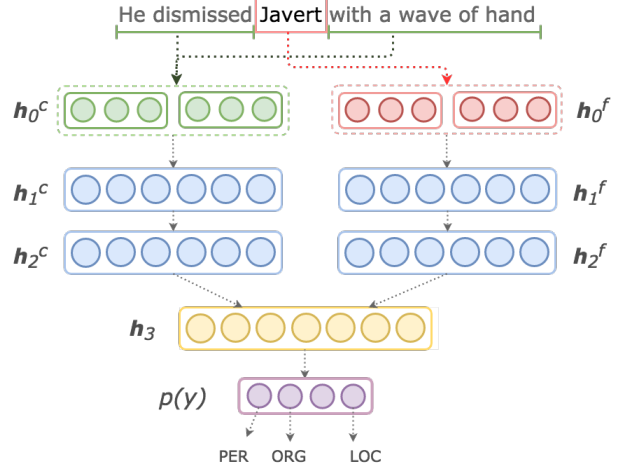 He dismissed Javert with a wave of hand
h₀ᶜ h₀ᶠ
h₁ᶜ h₁ᶠ
h₂ᶜ h₂ᶠ
h₃
p(y)
PER ORG LOC